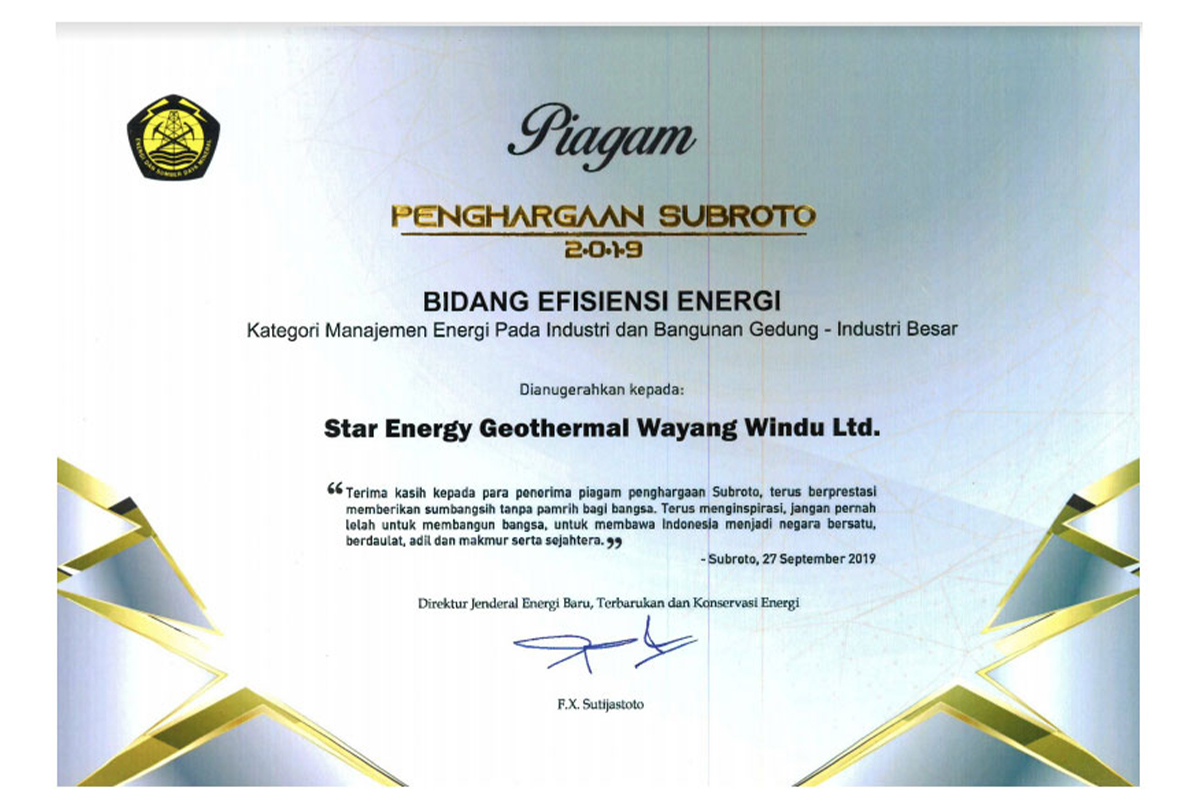 ENERGI DAN SUMBER DAYA MINERAL
Piagam
PENGHARGAAN SUBROTO
2.0.1.9
BIDANG EFISIENSI ENERGI
Kategori Manajemen Energi Pada Industri dan Bangunan Gedung - Industri Besar
Dianugerahkan kepada:
Star Energy Geothermal Wayang Windu Ltd.
“Terima kasih kepada para penerima piagam penghargaan Subroto, terus berprestasi
memberikan sumbangsih tanpa pamrih bagi bangsa. Terus menginspirasi, jangan pernah
lelah untuk membangun bangsa, untuk membawa Indonesia menjadi negara bersatu,
berdaulat, adil dan makmur serta sejahtera.”
- Subroto, 27 September 2019
Direktur Jenderal Energi Baru, Terbarukan dan Konservasi Energi
F.X. Sutijastoto